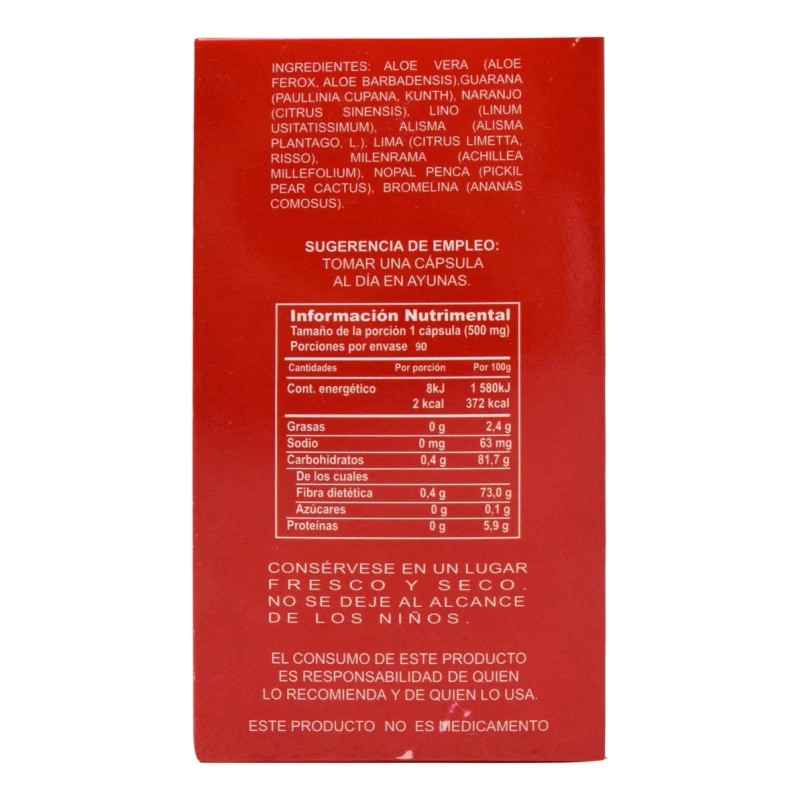 INGREDIENTES: ALOE VERA (ALOE
FEROX, ALOE BARBADENSIS),GUARANA
(PAULLINIA CUPANA, KUNTH), NARANJO
(CITRUS SINENSIS), LINO (LINUM
USITATISSIMUM), ALISMA (ALISMA
PLANTAGO, L.), LIMA (CITRUS LIMETTA,
RISSO), MILENRAMA (ACHILLEA
MILLEFOLIUM), NOPAL PENCA (PICKIL
PEAR CACTUS), BROMELINA (ANANAS
COMOSUS).
SUGERENCIA DE EMPLEO:
TOMAR UNA CÁPSULA
AL DÍA EN AYUNAS.
Información Nutrimental
Tamaño de la porción 1 cápsula (500 mg)
Porciones por envase 90
Cantidades Por porción Por 100g
Cont. energético 8kJ 1 580kJ
2 kcal 372 kcal
Grasas 0 g 2,4 g
Sodio 0 mg 63 mg
Carbohidratos 0,4 g 81,7 g
De los cuales
Fibra dietética 0,4 g 73,0 g
Azúcares 0 g 0,1 g
Proteínas 0 g 5,9 g
CONSÉRVESE EN UN LUGAR
FRESCO Y SECO.
NO SE DEJE AL ALCANCE
DE LOS NIÑOS.
EL CONSUMO DE ESTE PRODUCTO
ES RESPONSABILIDAD DE QUIEN
LO RECOMIENDA Y DE QUIEN LO USA.
ESTE PRODUCTO NO ES MEDICAMENTO